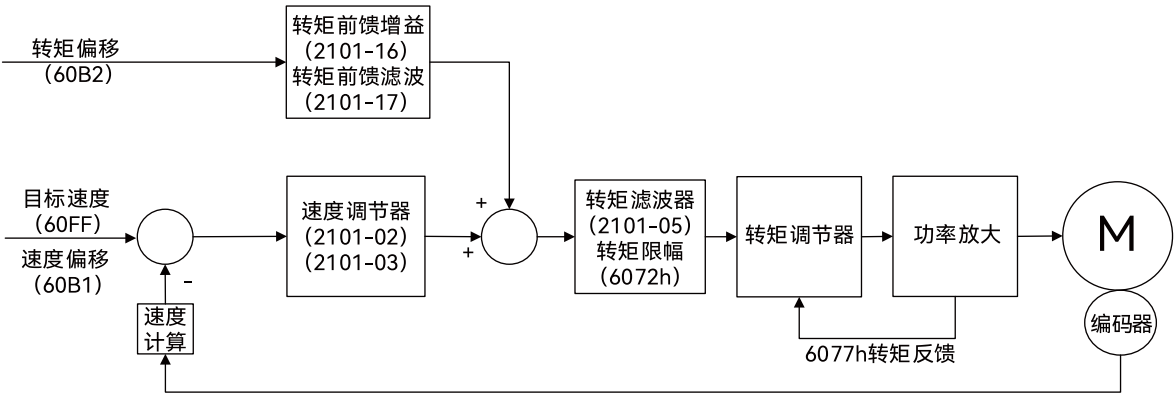 转矩前馈增益
（2101-16）
转矩前馈滤波
（2101-17）
转矩偏移
（60B2）
目标速度
（60FF）
速度偏移
（60B1）
速度调节器
（2101-02）
（2101-03）
+
+
转矩滤波器
（2101-05）
转矩限幅
（6072h）
转矩调节器
功率放大
M
-
速度
计算
编码器
6077h转矩反馈